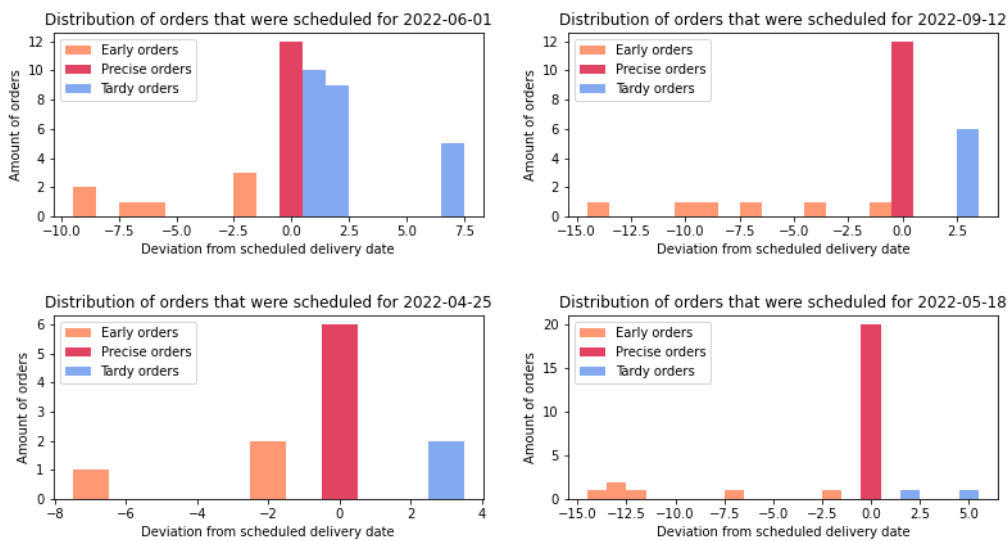 Distribution of orders that were scheduled for 2022-06-01
12
10
8
6
4
2
0
Amount of orders
Early orders
Precise orders
Tardy orders
−10.0 −7.5 −5.0 −2.5 0.0 2.5 5.0 7.5
Deviation from scheduled delivery date
Distribution of orders that were scheduled for 2022-09-12
12
10
8
6
4
2
0
Amount of orders
Early orders
Precise orders
Tardy orders
−15.0 −12.5 −10.0 −7.5 −5.0 −2.5 0.0 2.5
Deviation from scheduled delivery date
Distribution of orders that were scheduled for 2022-04-25
6
5
4
3
2
1
0
Amount of orders
Early orders
Precise orders
Tardy orders
−8 −6 −4 −2 0 2 4
Deviation from scheduled delivery date
Distribution of orders that were scheduled for 2022-05-18
20
15
10
5
0
Amount of orders
Early orders
Precise orders
Tardy orders
−15.0 −12.5 −10.0 −7.5 −5.0 −2.5 0.0 2.5 5.0
Deviation from scheduled delivery date